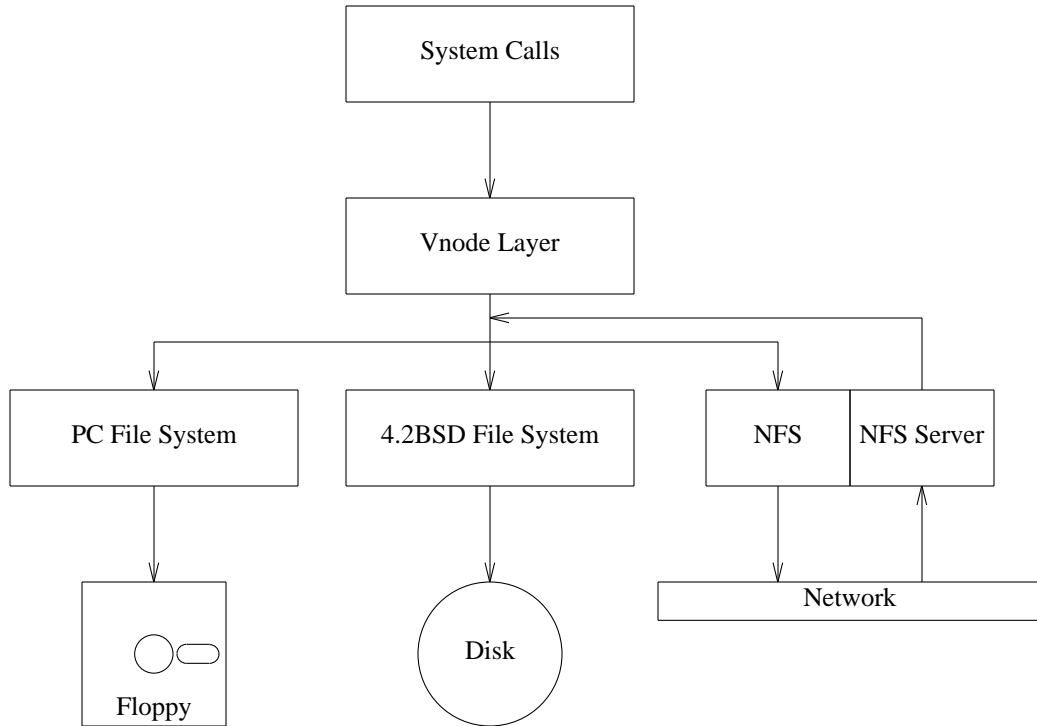 System Calls
Vnode Layer
PC File System
4.2BSD File System
NFS
NFS Server
Network
Disk
Floppy